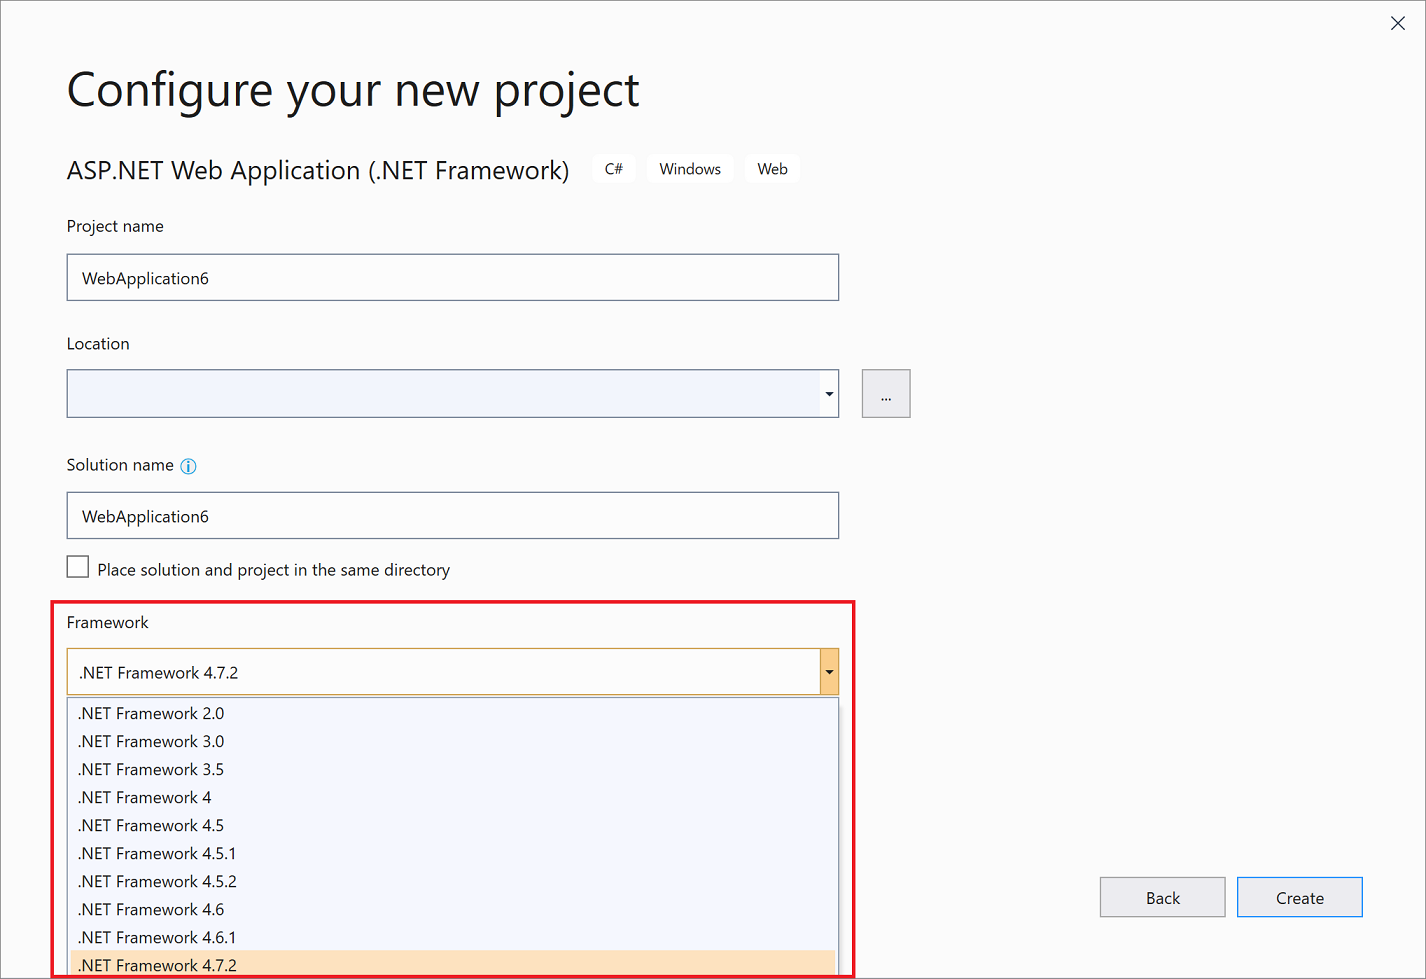 Configure your new project
ASP.NET Web Application (.NET Framework) C# Windows Web
Project name
WebApplication6
Location
...
Solution name
WebApplication6
Place solution and project in the same directory
Framework
.NET Framework 4.7.2
.NET Framework 2.0
.NET Framework 3.0
.NET Framework 3.5
.NET Framework 4
.NET Framework 4.5
.NET Framework 4.5.1
.NET Framework 4.5.2
.NET Framework 4.6
.NET Framework 4.6.1
.NET Framework 4.7.2
Back Create